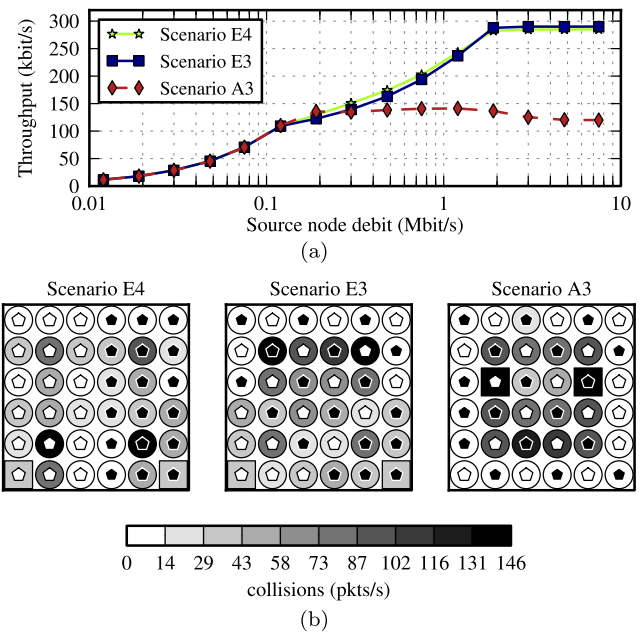 Throughput (kbit/s)
300
250
200
150
100
50
0
Scenario E4
Scenario E3
Scenario A3
0.01 0.1 1 10
Source node debit (Mbit/s)
(a)
Scenario E4 Scenario E3 Scenario A3
0 14 29 43 58 73 87 102 116 131 146
collisions (pkts/s)
(b)